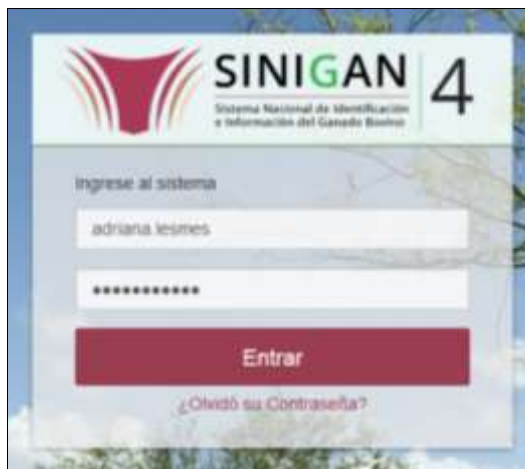 SINIGAN 4
Sistema Nacional de Identificación
e Información del Ganado Bovino
Ingrese al sistema
adriana.lesmes
•••••••••••
Entrar
¿Olvidó su Contraseña?